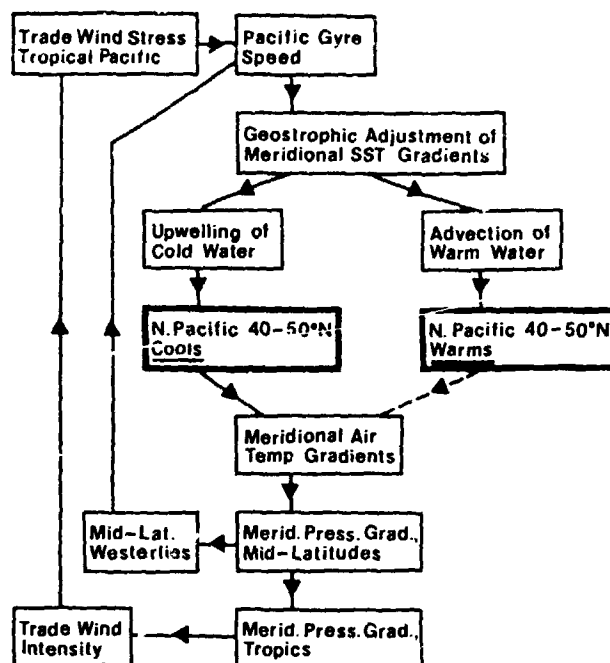 Trade Wind Stress
Tropical Pacific
Pacific Gyre
Speed
Geostrophic Adjustment of
Meridional SST Gradients
Upwelling of
Cold Water
Advection of
Warm Water
N. Pacific 40-50°N
Cools
N. Pacific 40-50°N
Warms
Meridional Air
Temp Gradients
Mid-Lat.
Westerlies
Merid. Press. Grad.,
Mid-Latitudes
Trade Wind
Intensity
Merid. Press. Grad.,
Tropics